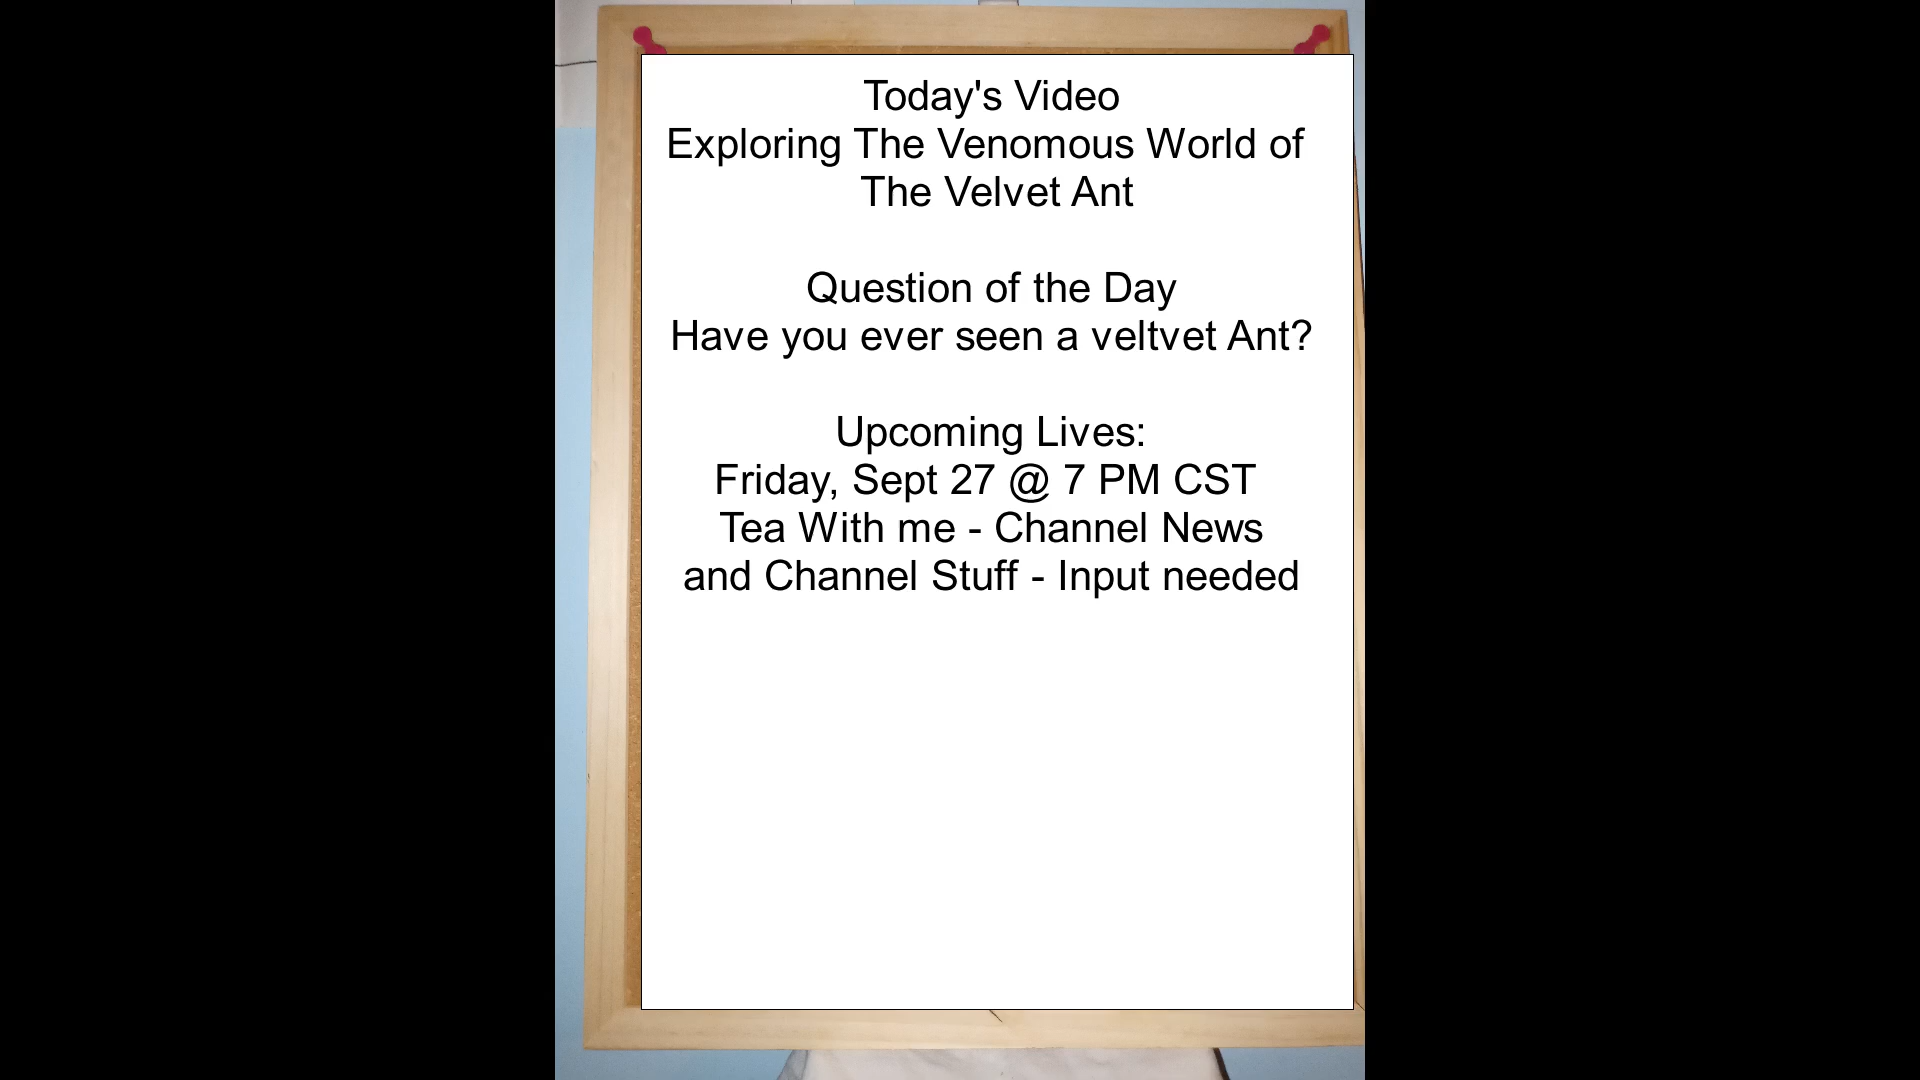 Today's Video
Exploring The Venomous World of
The Velvet Ant
Question of the Day
Have you ever seen a veltvet Ant?
Upcoming Lives:
Friday, Sept 27 @ 7 PM CST
Tea With me - Channel News
and Channel Stuff - Input needed